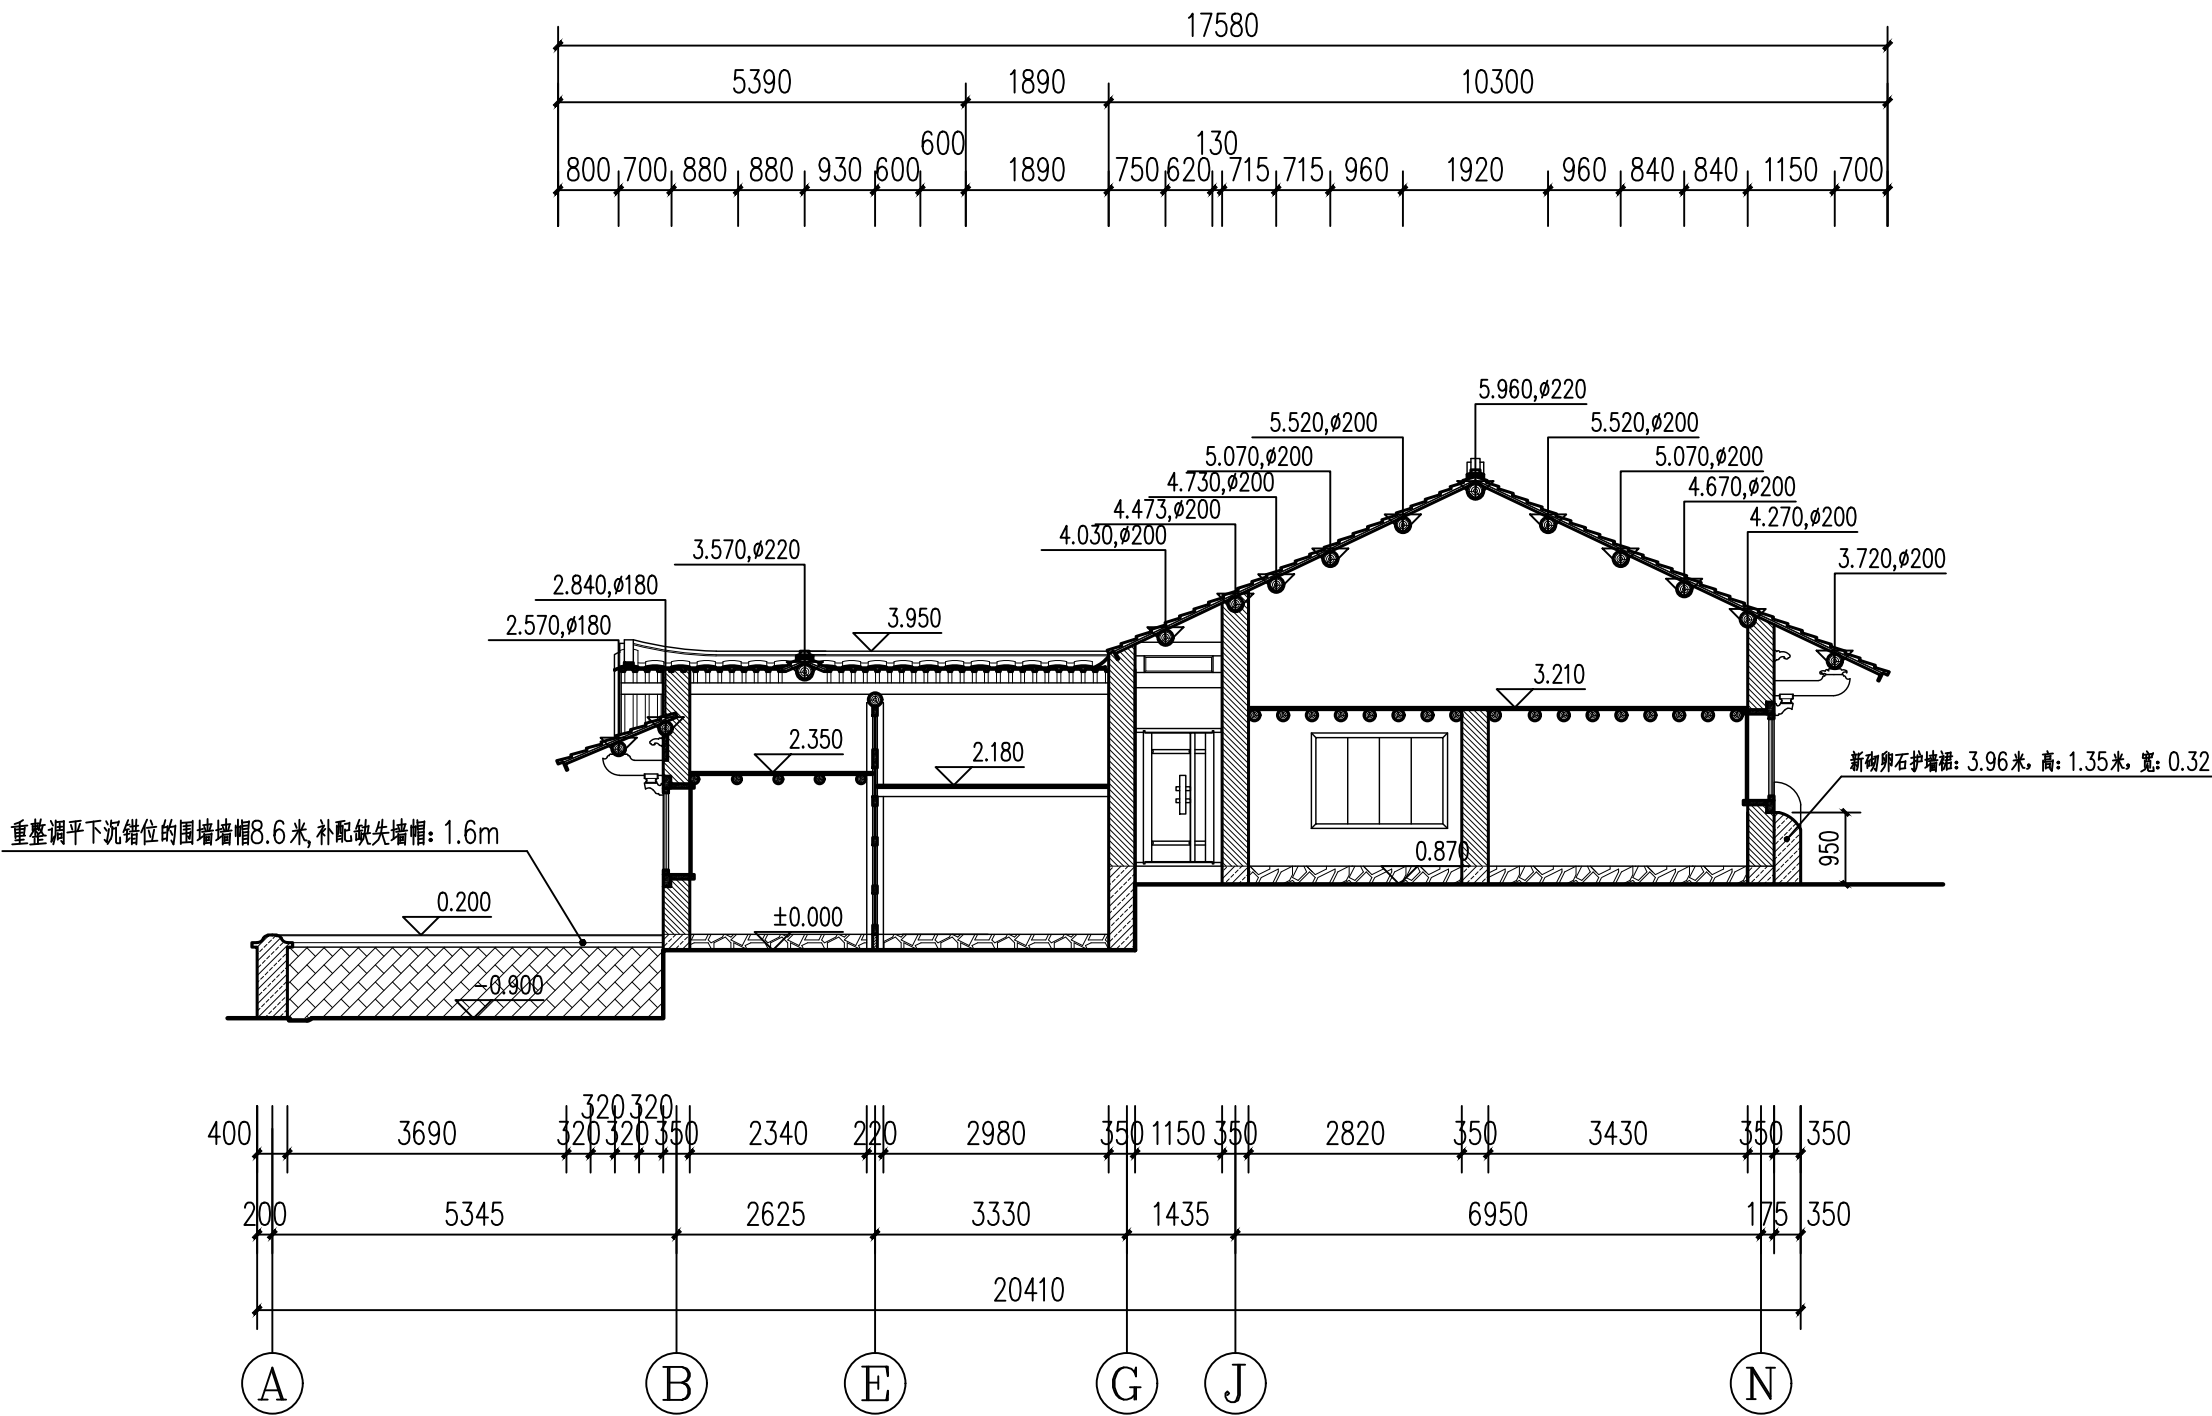 17580
5390 1890 10300
600 130
800 700 880 880 930 600 1890 750 620 715 715 960 1920 960 840 840 1150 700
5.960,ø220
5.520,ø200 5.520,ø200
5.070,ø200 5.070,ø200
4.730,ø200 4.670,ø200
4.473,ø200 4.270,ø200
4.030,ø200
3.570,ø220 3.720,ø200
2.840,ø180
2.570,ø180 3.950
3.210
2.350 2.180
新砌卵石护墙裙：3.96米，高：1.35米，宽：0.32
重整调平下沉错位的围墙墙帽8.6米,补配缺失墙帽：1.6m
0.870 950
0.200 ±0.000
-0.900
320 320
400 3690 320 320 350 2340 220 2980 350 1150 350 2820 350 3430 350 350
200 5345 2625 3330 1435 6950 175 350
20410
A B E G J N